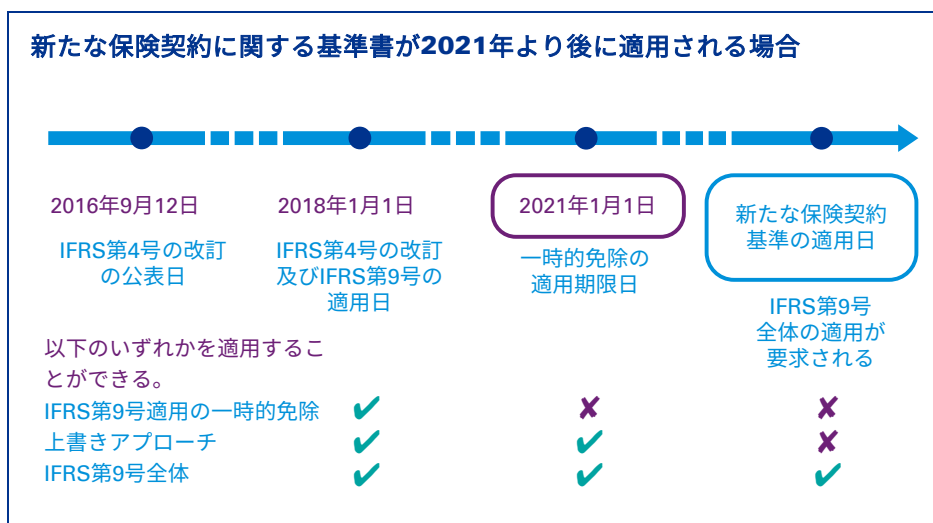 新たな保険契約に関する基準書が2021年より後に適用される場合
2016年9月12日
IFRS第4号の改訂
の公表日
2018年1月1日
IFRS第4号の改訂
及びIFRS第9号の
適用日
2021年1月1日
一時的免除の
適用期限日
新たな保険契約
基準の適用日
IFRS第9号
全体の適用が
要求される
以下のいずれかを適用するこ
とができる。
IFRS第9号適用の一時的免除 ✔ ✘ ✘
上書きアプローチ ✔ ✔ ✘
IFRS第9号全体 ✔ ✔ ✔